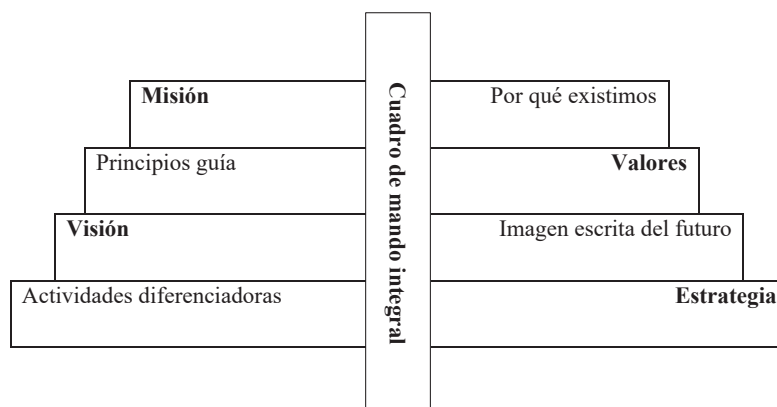 Misión
Por qué existimos
Principios guía
Valores
Visión
Imagen escrita del futuro
Actividades diferenciadoras
Estrategia
Cuadro de mando integral